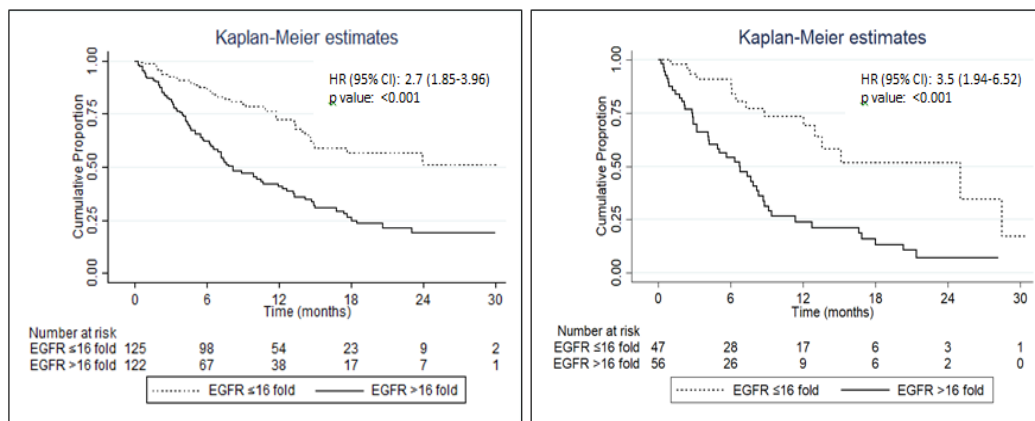 Kaplan-Meier estimates
HR (95% CI): 2.7 (1.85-3.96)
p value: <0.001
Cumulative Proportion
1.00
0.75
0.50
0.25
0.00
0 6 12 18 24 30
Time (months)
Number at risk
EGFR ≤16 fold 125 98 54 23 9 2
EGFR >16 fold 122 67 38 17 7 1
EGFR ≤16 fold EGFR >16 fold
Kaplan-Meier estimates
HR (95% CI): 3.5 (1.94-6.52)
p value: <0.001
Cumulative Proprotion
1.00
0.75
0.50
0.25
0.00
0 6 12 18 24 30
Time (months)
Number at risk
EGFR ≤16 fold 47 28 17 6 3 1
EGFR >16 fold 56 26 9 6 2 0
EGFR ≤16 fold EGFR >16 fold